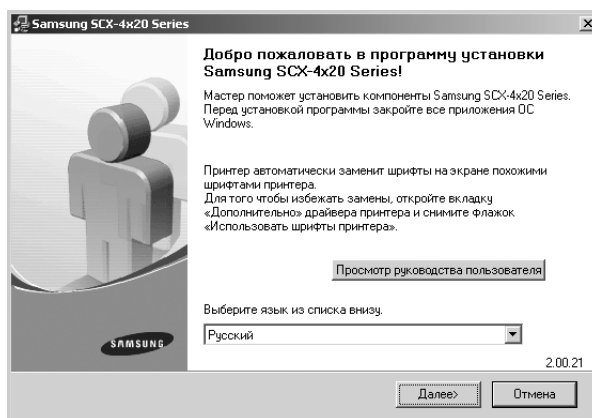 Samsung SCX-4x20 Series
Добро пожаловать в программу установки
Samsung SCX-4x20 Series!
Мастер поможет установить компоненты Samsung SCX-4x20 Series.
Перед установкой программы закройте все приложения ОС
Windows.
Принтер автоматически заменит шрифты на экране похожими
шрифтами принтера.
Для того чтобы избежать замены, откройте вкладку
«Дополнительно» драйвера принтера и снимите флажок
«Использовать шрифты принтера».
Просмотр руководства пользователя
Выберите язык из списка внизу.
SAMSUNG
Русский
2.00.21
Далее>
Отмена